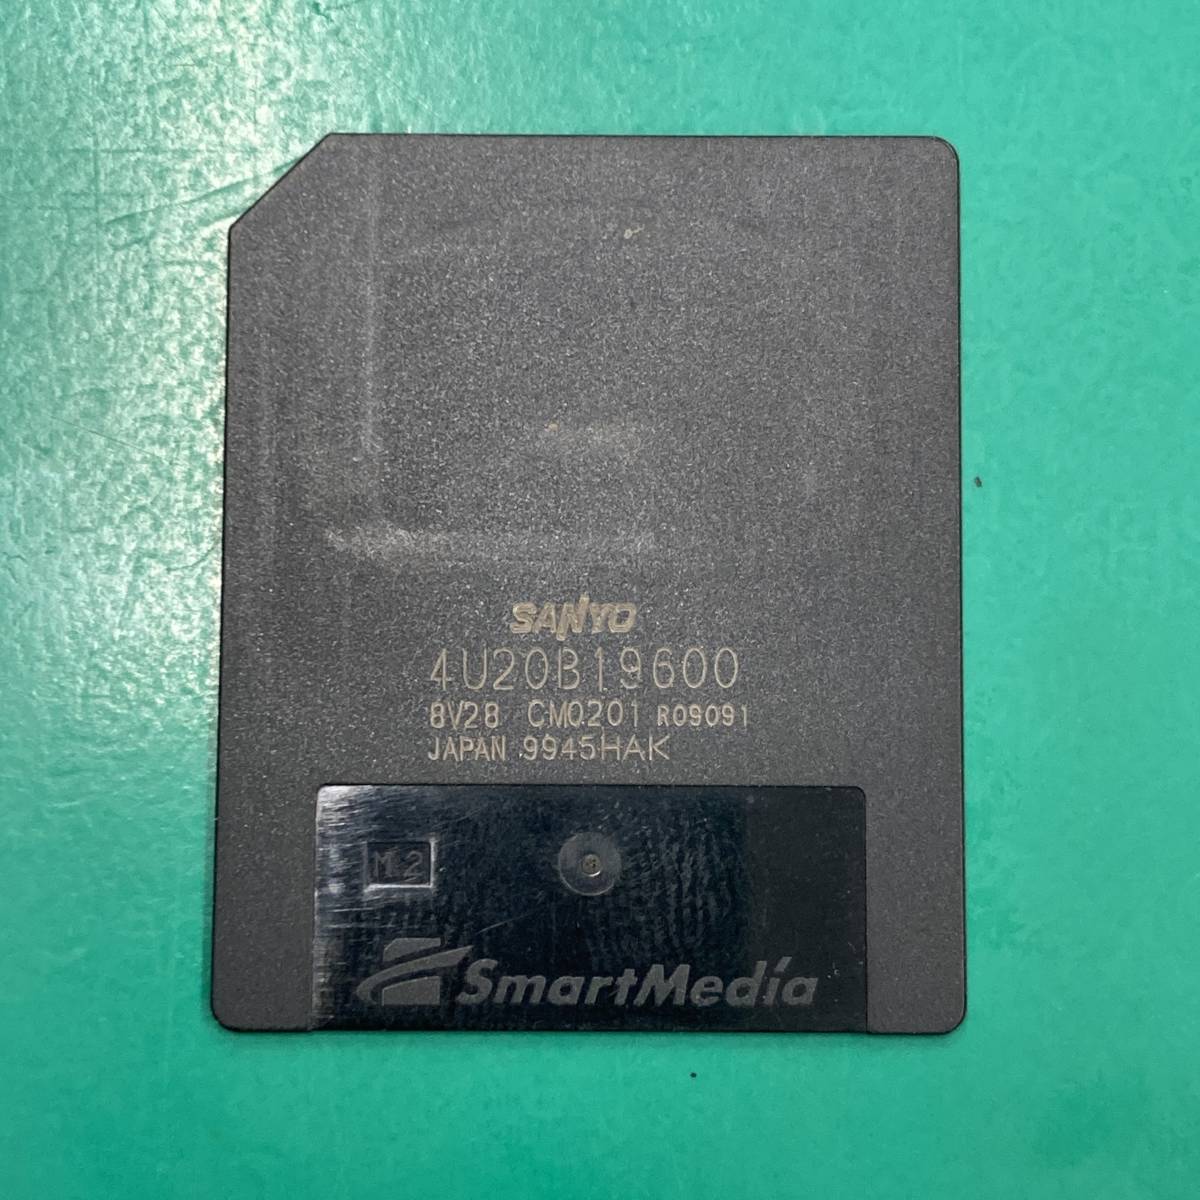 SANYO
4U20B19600
8V28 CM0201 R09091
JAPAN 9945HAK
M2
SmartMedia